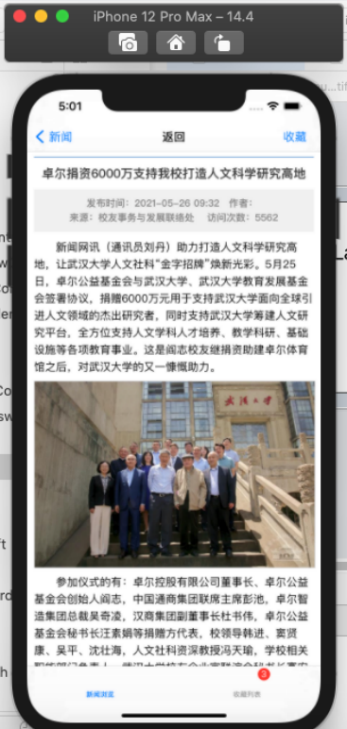 iPhone 12 Pro Max – 14.4
5:01
新闻
返回
收藏
卓尔捐资6000万支持我校打造人文科学研究高地
发布时间：2021-05-26 09:32 作者：
来源：校友事务与发展联络处 访问次数：5562
新闻网讯（通讯员刘丹）助力打造人文科学研究高
地，让武汉大学人文社科“金字招牌”焕新光彩。5月25
日，卓尔公益基金会与武汉大学、武汉大学教育发展基金
会签署协议，捐赠6000万元用于支持武汉大学面向全球引
进人文领域的杰出研究者，同时支持武汉大学筹建人文研
究平台，全方位支持人文学科人才培养、教学科研、基础
设施等各项教育事业。这是阎志校友继捐资助建卓尔体育
馆之后，对武汉大学的又一慷慨助力。
武汉大学
参加仪式的有：卓尔控股有限公司董事长、卓尔公益
基金会创始人阎志，中国通商集团联席主席彭池，卓尔智
造集团总裁吴奇凌，汉商集团副董事长杜书伟，卓尔公益
基金会秘书长汪素娟等捐赠方代表，校领导韩进、窦贤
康、吴平、沈壮海，人文社科资深教授冯天瑜，学校相关
3
新闻浏览
收藏列表